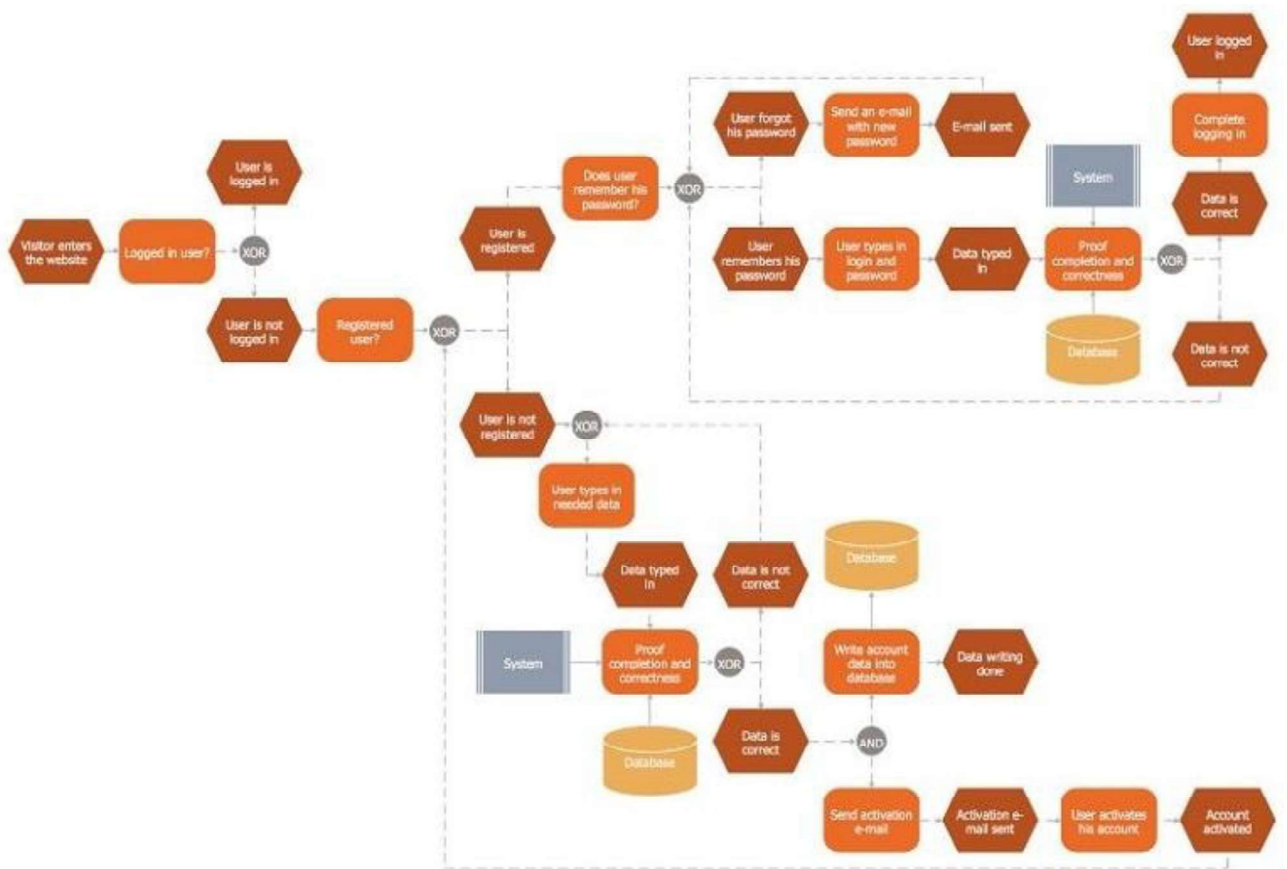 User logged
in
User forgot
his password
Send an e-mail
with new
password
E-mail sent
Complete
logging in
User is
logged in
Does user
remember his
password?
XOR
System
Data is
correct
Visitor enters
the website
Logged in user?
XOR
User is
registered
User
remembers his
password
User types in
login and
password
Data typed
in
Proof
completion and
correctness
XOR
User is not
logged in
Registered
user?
XOR
Database
Data is not
correct
User is not
registered
XOR
User types in
needed data
Database
Data typed
in
Data is not
correct
System
Proof
completion and
correctness
XOR
Write account
data into
database
Data writing
done
Database
Data is
correct
AND
Send activation
e-mail
Activation e-
mail sent
User activates
his account
Account
activated